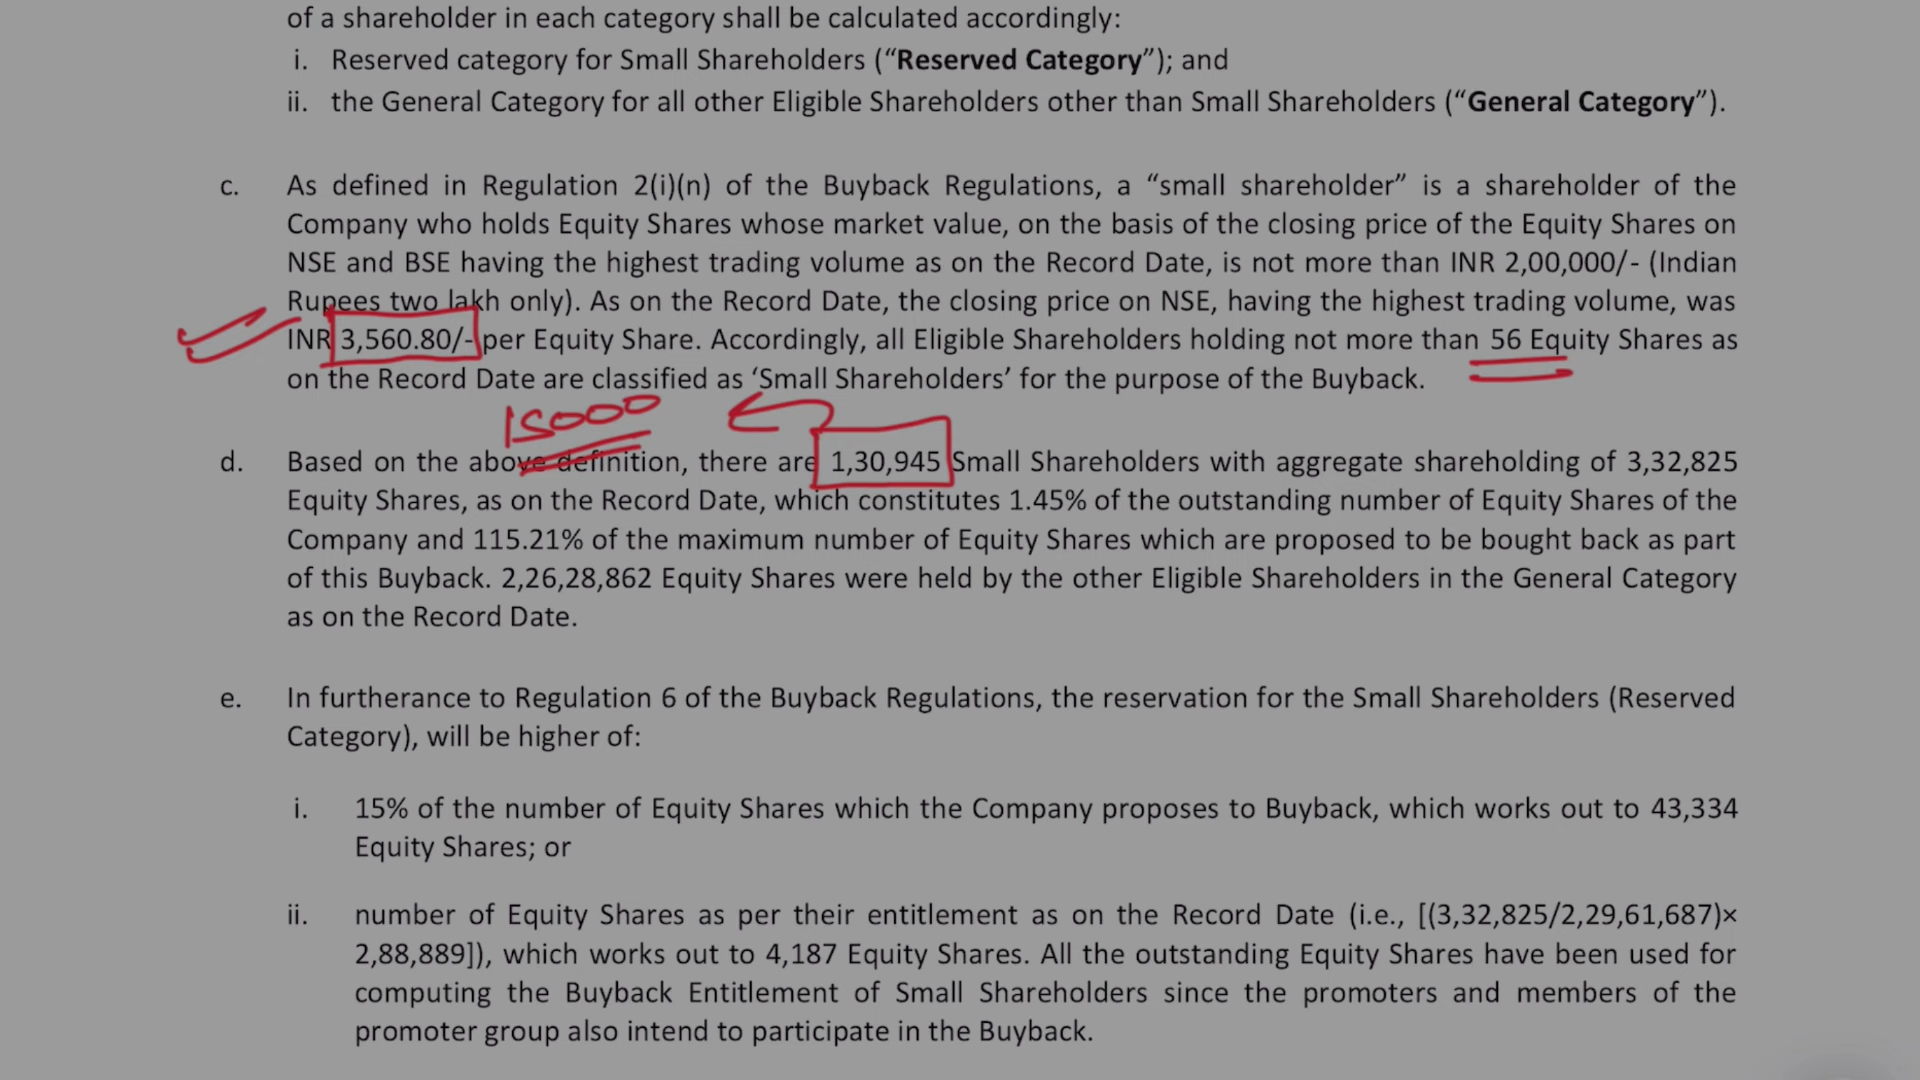 of a shareholder in each category shall be calculated accordingly:
i. Reserved category for Small Shareholders (“Reserved Category”); and
ii. the General Category for all other Eligible Shareholders other than Small Shareholders (“General Category”).
c. As defined in Regulation 2(i)(n) of the Buyback Regulations, a “small shareholder” is a shareholder of the
Company who holds Equity Shares whose market value, on the basis of the closing price of the Equity Shares on
NSE and BSE having the highest trading volume as on the Record Date, is not more than INR 2,00,000/- (Indian
Rupees two lakh only). As on the Record Date, the closing price on NSE, having the highest trading volume, was
INR 3,560.80/- per Equity Share. Accordingly, all Eligible Shareholders holding not more than 56 Equity Shares as
on the Record Date are classified as ‘Small Shareholders’ for the purpose of the Buyback.
15000
d. Based on the above definition, there are 1,30,945 Small Shareholders with aggregate shareholding of 3,32,825
Equity Shares, as on the Record Date, which constitutes 1.45% of the outstanding number of Equity Shares of the
Company and 115.21% of the maximum number of Equity Shares which are proposed to be bought back as part
of this Buyback. 2,26,28,862 Equity Shares were held by the other Eligible Shareholders in the General Category
as on the Record Date.
e. In furtherance to Regulation 6 of the Buyback Regulations, the reservation for the Small Shareholders (Reserved
Category), will be higher of:
i. 15% of the number of Equity Shares which the Company proposes to Buyback, which works out to 43,334
Equity Shares; or
ii. number of Equity Shares as per their entitlement as on the Record Date (i.e., [(3,32,825/2,29,61,687)×
2,88,889]), which works out to 4,187 Equity Shares. All the outstanding Equity Shares have been used for
computing the Buyback Entitlement of Small Shareholders since the promoters and members of the
promoter group also intend to participate in the Buyback.